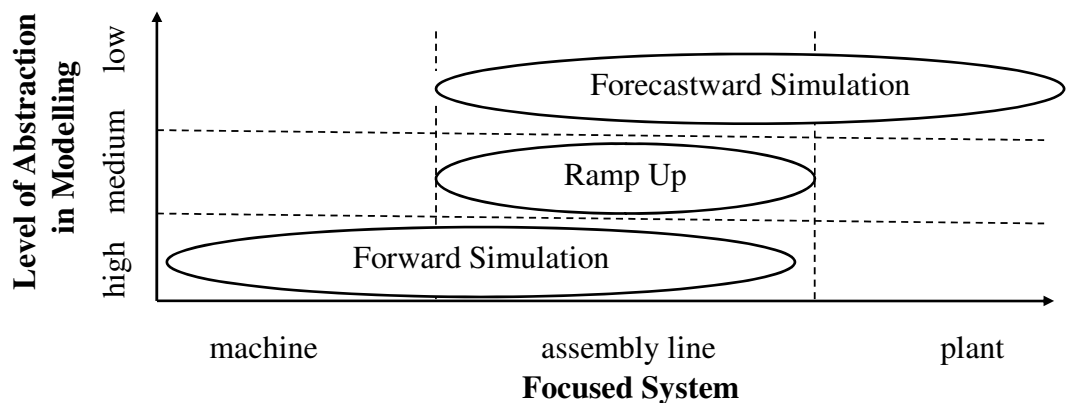 Level of Abstraction
in Modelling
low
medium
high
Forecastward Simulation
Ramp Up
Forward Simulation
machine
assembly line
plant
Focused System